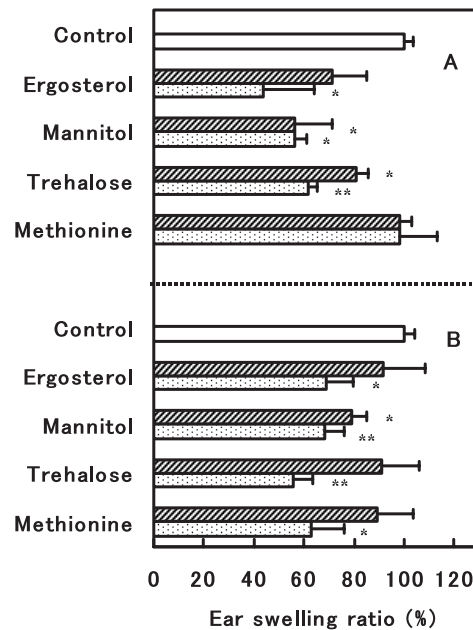 Control
A
Ergosterol
*
Mannitol
*
*
Trehalose
*
**
Methionine
Control
B
Ergosterol
*
Mannitol
*
**
Trehalose
**
Methionine
*
0 20 40 60 80 100 120
Ear swelling ratio (%)